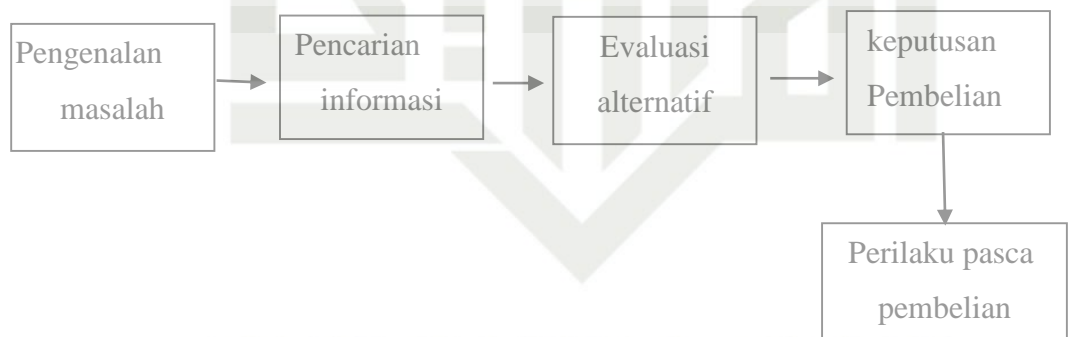 Pengenalan
masalah
Pencarian
informasi
Evaluasi
alternatif
keputusan
Pembelian
Perilaku pasca
pembelian